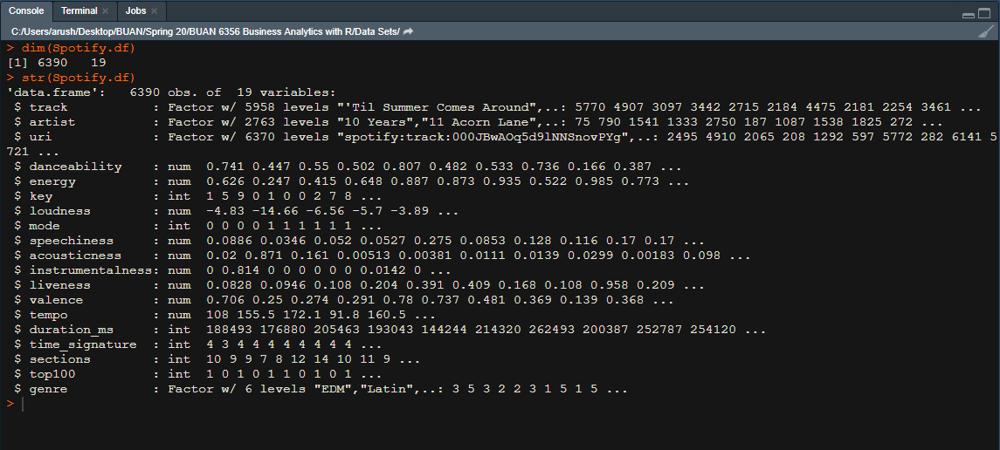 Console Terminal × Jobs ×
C:/Users/arush/Desktop/BUAN/Spring 20/BUAN 6356 Business Analytics with R/Data Sets/
> dim(Spotify.df)
[1] 6390   19
> str(Spotify.df)
'data.frame':   6390 obs. of  19 variables:
 $ track           : Factor w/ 5958 levels "'Til Summer Comes Around",..: 5770 4907 3097 3442 2715 2184 4475 2181 2254 3461 ...
 $ artist          : Factor w/ 2763 levels "10 Years","11 Acorn Lane",..: 75 790 1541 1333 2750 187 1087 1538 1825 272 ...
 $ uri             : Factor w/ 6370 levels "spotify:track:000JBwAOq5d9lNNSnovPYg",..: 2495 4910 2065 208 1292 597 5772 282 6141 5
721 ...
 $ danceability    : num  0.741 0.447 0.55 0.502 0.807 0.482 0.533 0.736 0.166 0.387 ...
 $ energy          : num  0.626 0.247 0.415 0.648 0.887 0.873 0.935 0.522 0.985 0.773 ...
 $ key             : int  1 5 9 0 1 0 0 2 7 8 ...
 $ loudness        : num  -4.83 -14.66 -6.56 -5.7 -3.89 ...
 $ mode            : int  0 0 0 0 1 1 1 1 1 1 ...
 $ speechiness     : num  0.0886 0.0346 0.052 0.0527 0.275 0.0853 0.128 0.116 0.17 0.17 ...
 $ acousticness    : num  0.02 0.871 0.161 0.00513 0.00381 0.0111 0.0139 0.0299 0.00183 0.098 ...
 $ instrumentalness: num  0 0.814 0 0 0 0 0 0 0.0142 0 ...
 $ liveness        : num  0.0828 0.0946 0.108 0.204 0.391 0.409 0.168 0.108 0.958 0.209 ...
 $ valence         : num  0.706 0.25 0.274 0.291 0.78 0.737 0.481 0.369 0.139 0.368 ...
 $ tempo           : num  108 155.5 172.1 91.8 160.5 ...
 $ duration_ms     : int  188493 176880 205463 193043 144244 214320 262493 200387 252787 254120 ...
 $ time_signature  : int  4 3 4 4 4 4 4 4 4 4 ...
 $ sections        : int  10 9 9 7 8 12 14 10 11 9 ...
 $ top100          : int  1 0 1 0 1 1 0 1 0 1 ...
 $ genre           : Factor w/ 6 levels "EDM","Latin",..: 3 5 3 2 2 3 1 5 1 5 ...
>